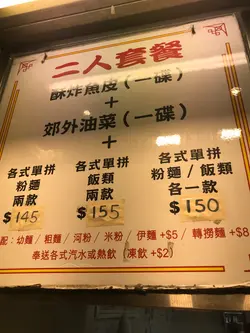 二人套餐
酥炸魚皮(一碟)
+
郊外油菜(一碟)
+
各式單拼
粉麵
兩款
$145
各式單拼
飯類
兩款
$155
各式單拼
粉麵/飯類
各一款
$150
配:幼麵/粗麵/河粉/米粉/伊麵+$5/轉撈麵+$8
奉送各式汽水或熱飲(凍飲+$2)